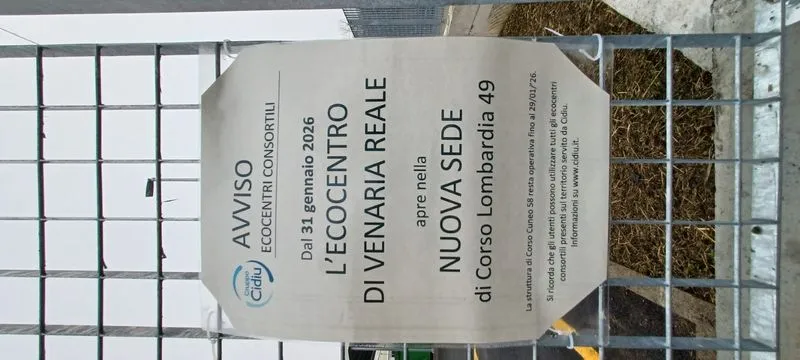 Gruppo
Cidiu
AVVISO
ECOCENTRI CONSORTILI
Dal 31 gennaio 2026
L'ECOCENTRO
DI VENARIA REALE
apre nella
NUOVA SEDE
di Corso Lombardia 49
La struttura di Corso Cuneo 58 resta operativa fino al 29/01/'26.
Si ricorda che gli utenti possono utilizzare tutti gli ecocentri
consortili presenti sul territorio servito da Cidiu.
Informazioni su www.cidiu.it.